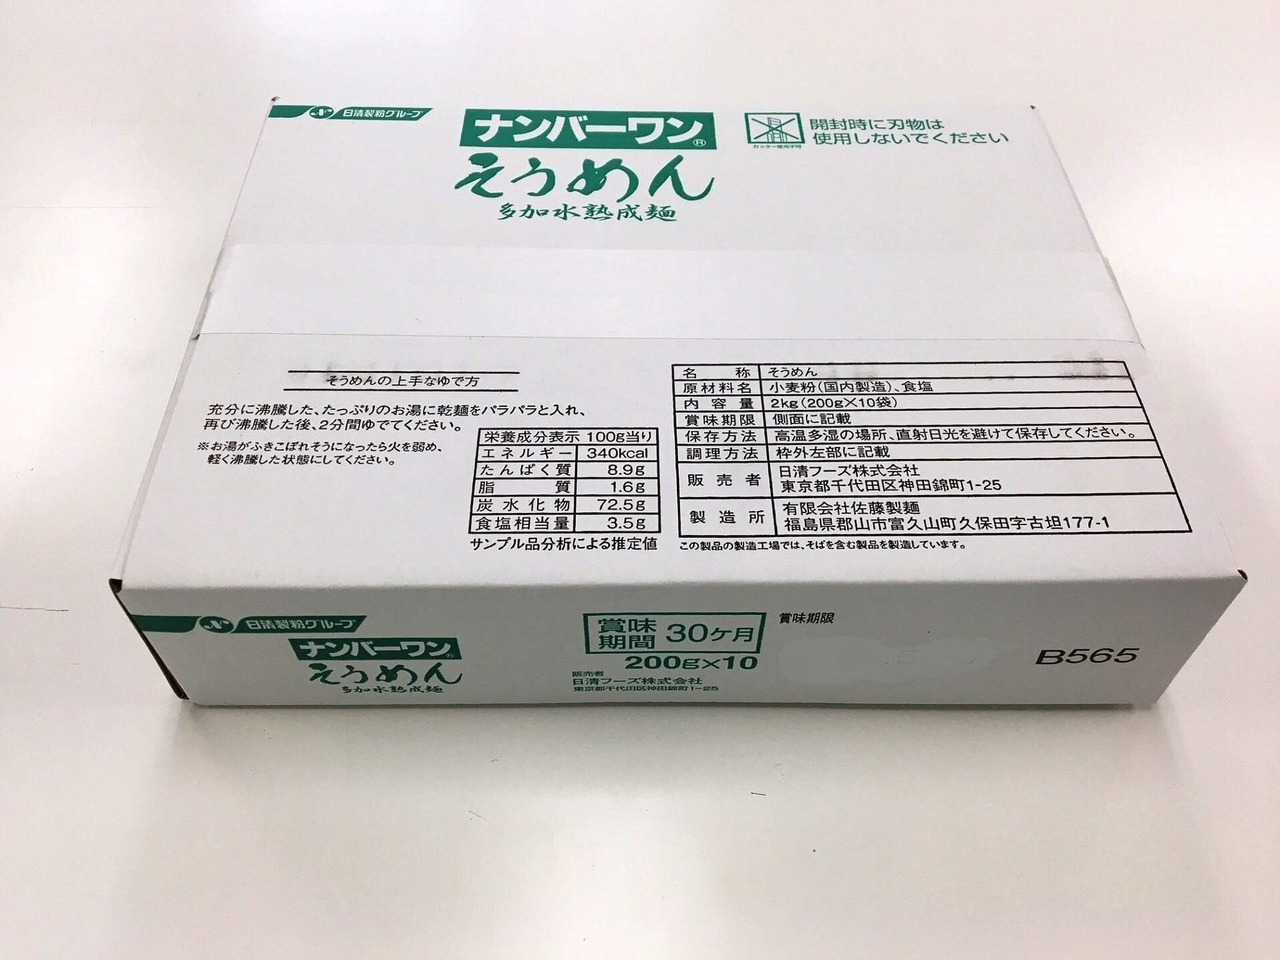 日清製粉グループ
ナンバーワン®
そうめん
多加水熟成麺
カッター使用不可
開封時に刃物は
使用しないでください
そうめんの上手なゆで方
充分に沸騰した、たっぷりのお湯に乾麺をパラパラと入れ、
再び沸騰した後、2分間ゆでてください。
※お湯がふきこぼれそうになったら火を弱め、
軽く沸騰した状態にしてください。
栄養成分表示 100g当り
エネルギー 340kcal
たんぱく質 8.9g
脂質 1.6g
炭水化物 72.5g
食塩相当量 3.5g
サンプル品分析による推定値
名称 そうめん
原材料名 小麦粉(国内製造)、食塩
内容量 2kg(200g×10袋)
賞味期限 側面に記載
保存方法 高温多湿の場所、直射日光を避けて保存してください。
調理方法 枠外左部に記載
販売者 日清フーズ株式会社
東京都千代田区神田錦町1-25
製造所 有限会社佐藤製麺
福島県郡山市富久山町久保田字古坦177-1
この製品の製造工場では、そばを含む製品を製造しています。
日清製粉グループ
ナンバーワン®
そうめん
多加水熟成麺
賞味期間 30ケ月
200g×10
販売者
日清フーズ株式会社
東京都千代田区神田錦町1-25
賞味期限
B565